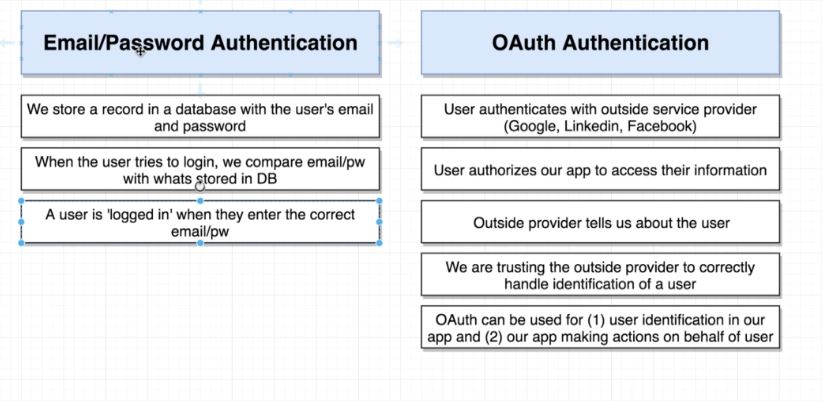 Email/Password Authentication
We store a record in a database with the user's email
and password
When the user tries to login, we compare email/pw
with whats stored in DB
A user is 'logged in' when they enter the correct
email/pw
OAuth Authentication
User authenticates with outside service provider
(Google, Linkedin, Facebook)
User authorizes our app to access their information
Outside provider tells us about the user
We are trusting the outside provider to correctly
handle identification of a user
OAuth can be used for (1) user identification in our
app and (2) our app making actions on behalf of user